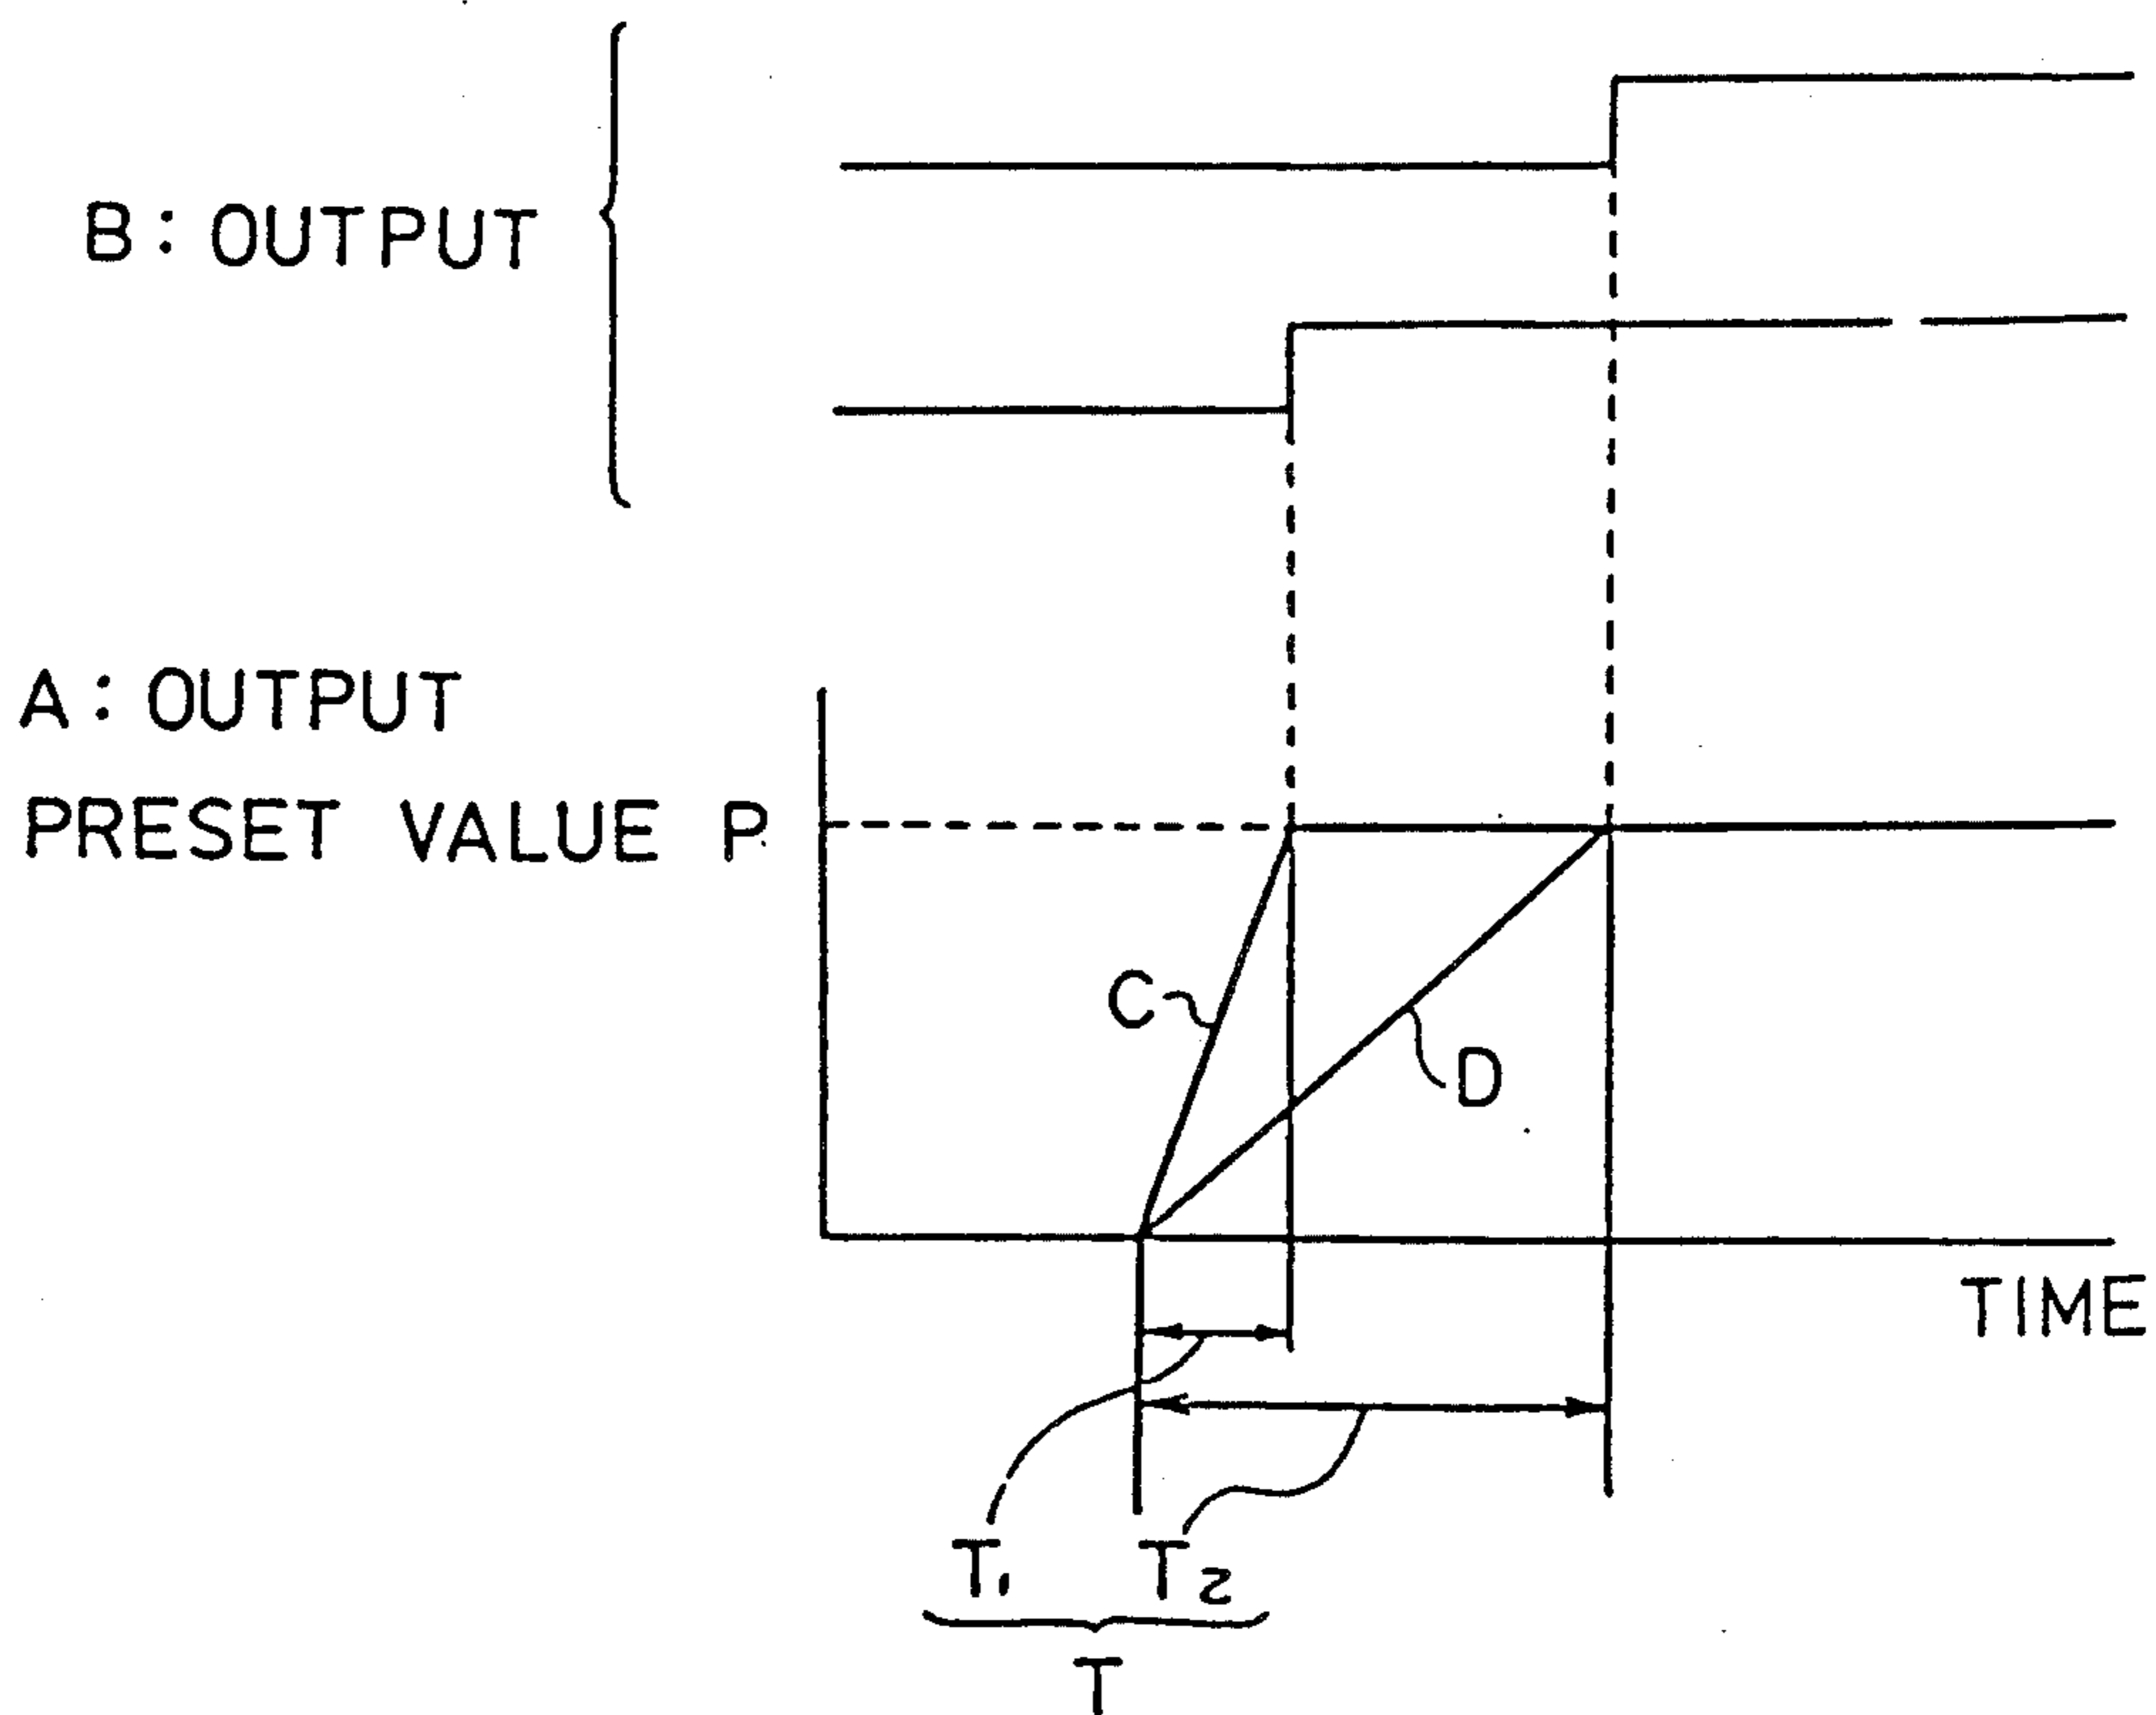 B: OUTPUT
A: OUTPUT
PRESET VALUE P
C
D
TIME
T1 T2
T